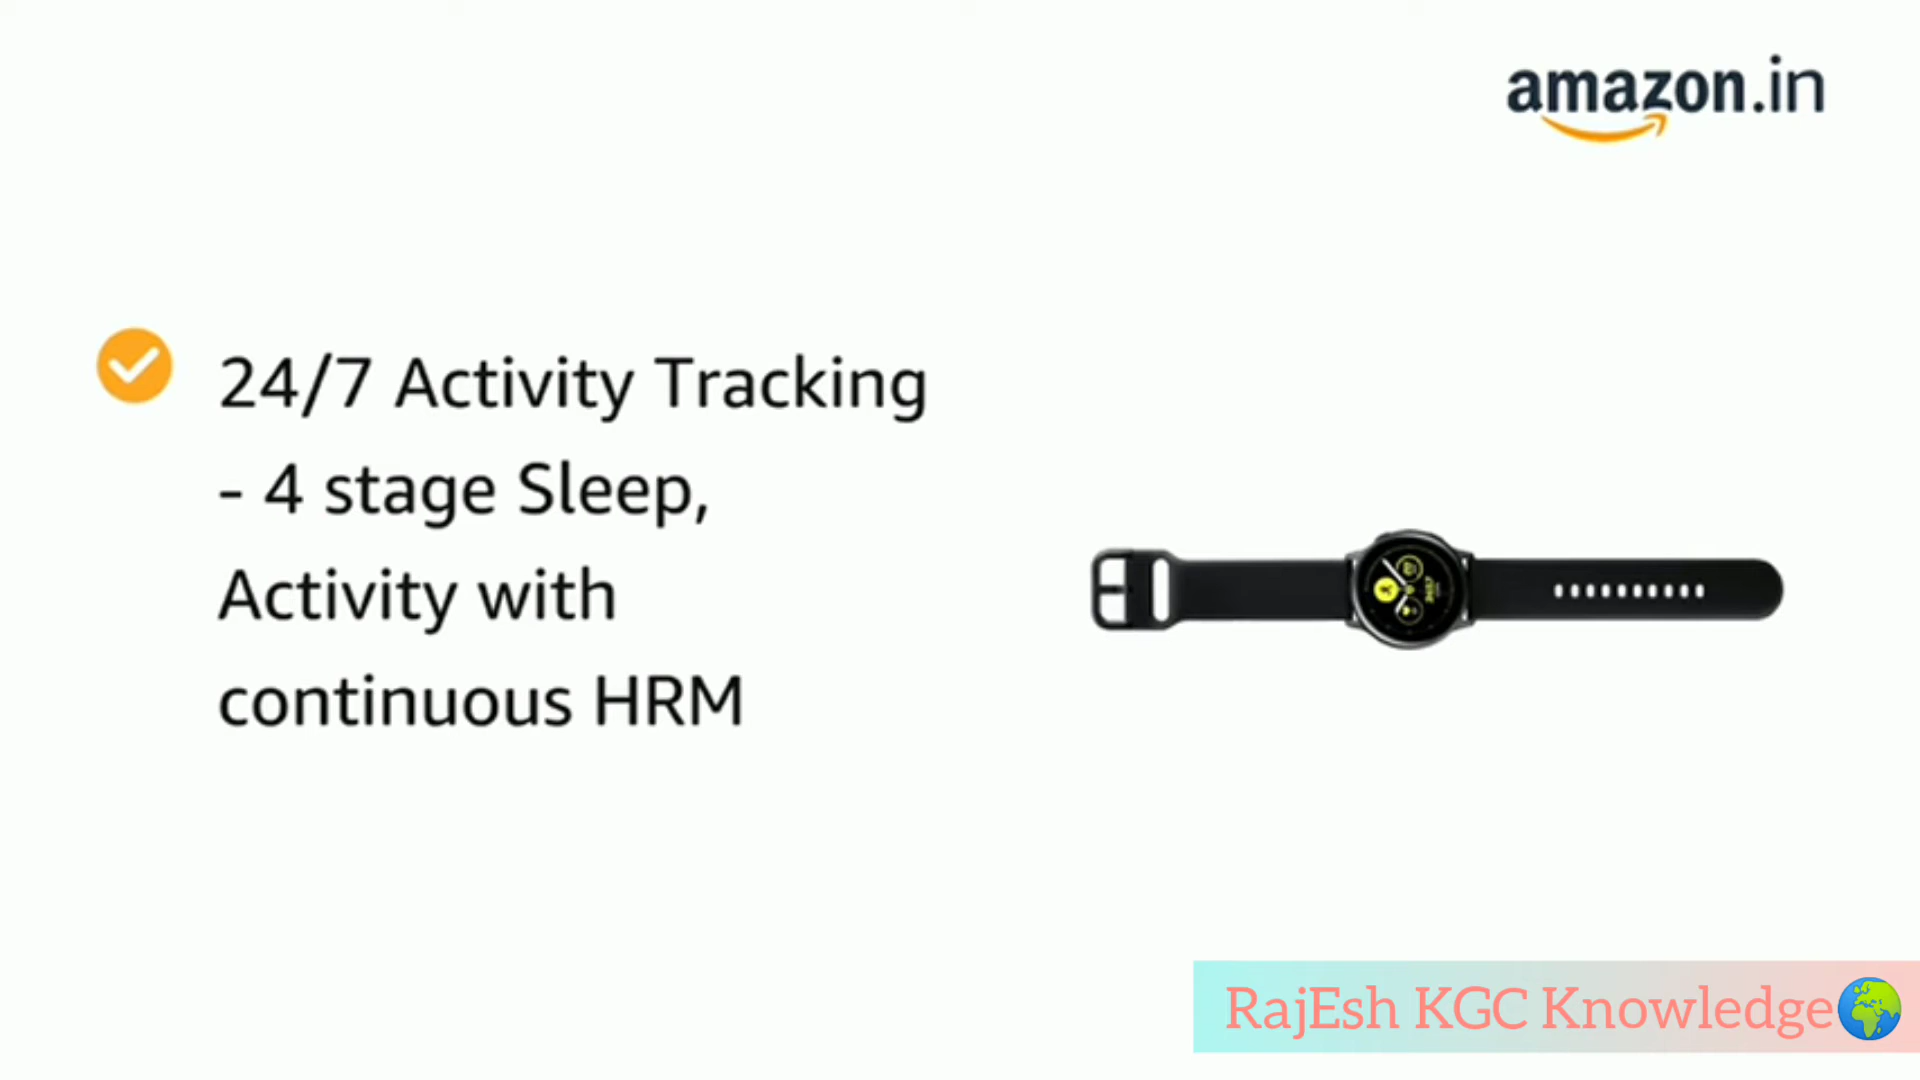 amazon.in
24/7 Activity Tracking
- 4 stage Sleep,
Activity with
continuous HRM
RajEsh KGC Knowledge